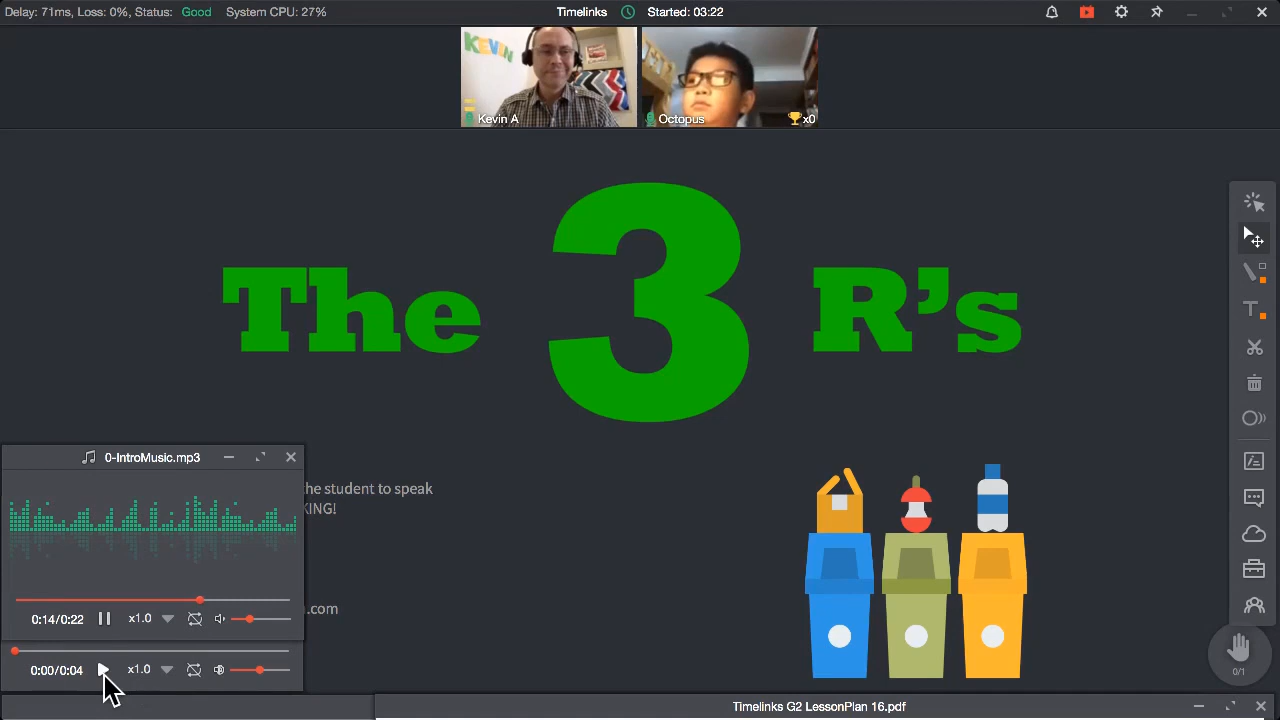 Delay: 71ms, Loss: 0%, Status: Good System CPU: 27% Timelinks Started: 03:22
KEVIN
Kevin A
Octopus x0
The 3 R's
0-IntroMusic.mp3
he student to speak
KING!
0:14/0:22 x1.0
.com
0:00/0:04 x1.0
0/1
Timelinks G2 LessonPlan 16.pdf